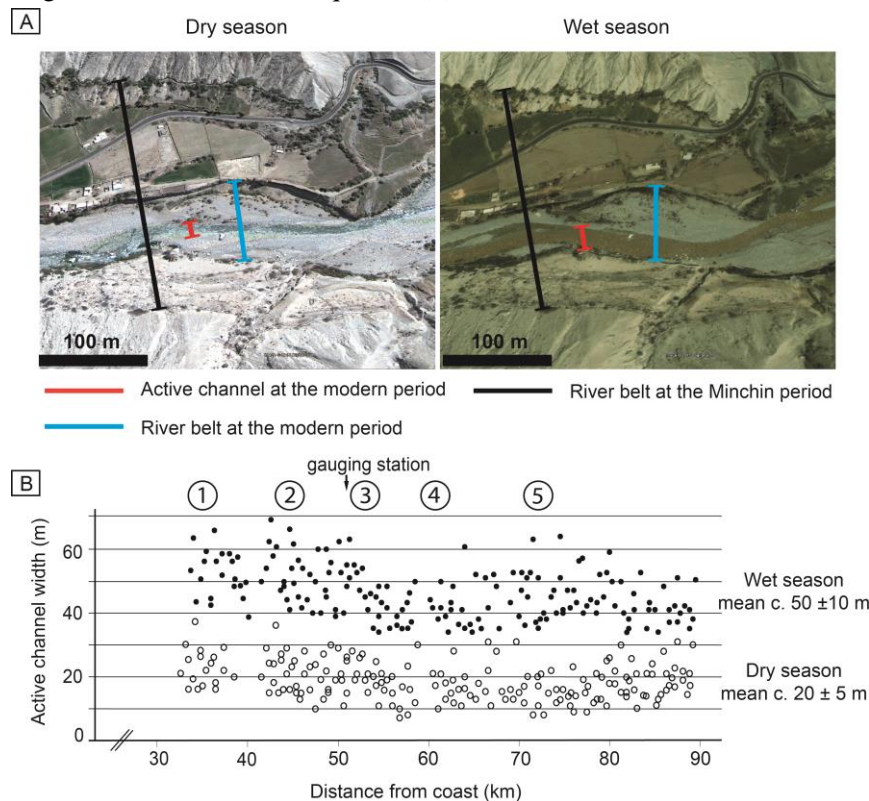 A
Dry season
Wet season
100 m
100 m
Active channel at the modern period
River belt at the Minchin period
River belt at the modern period
B
gauging station
1 2 3 4 5
Active channel width (m)
60
40
20
0
Wet season
mean c. 50 ±10 m
Dry season
mean c. 20 ± 5 m
30 40 50 60 70 80 90
Distance from coast (km)